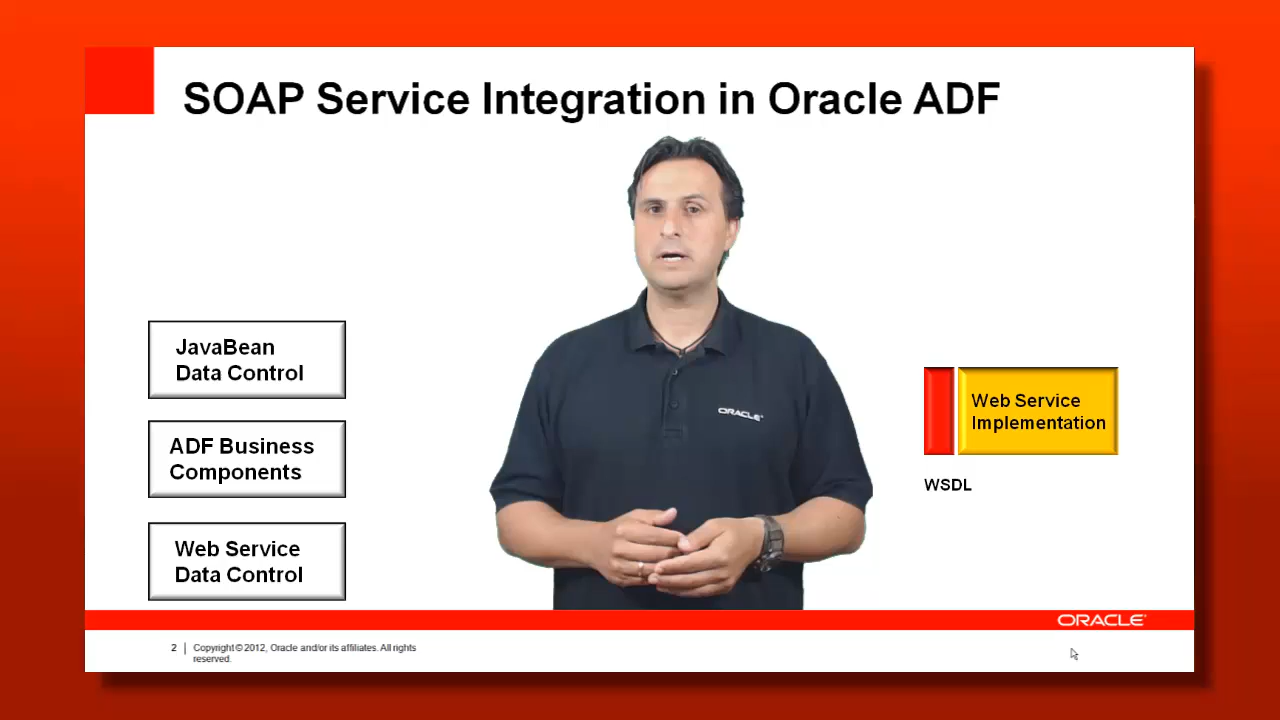 SOAP Service Integration in Oracle ADF
JavaBean
Data Control
ADF Business
Components
Web Service
Data Control
ORACLE
Web Service
Implementation
WSDL
ORACLE
2 | Copyright © 2012, Oracle and/or its affiliates. All rights
reserved.